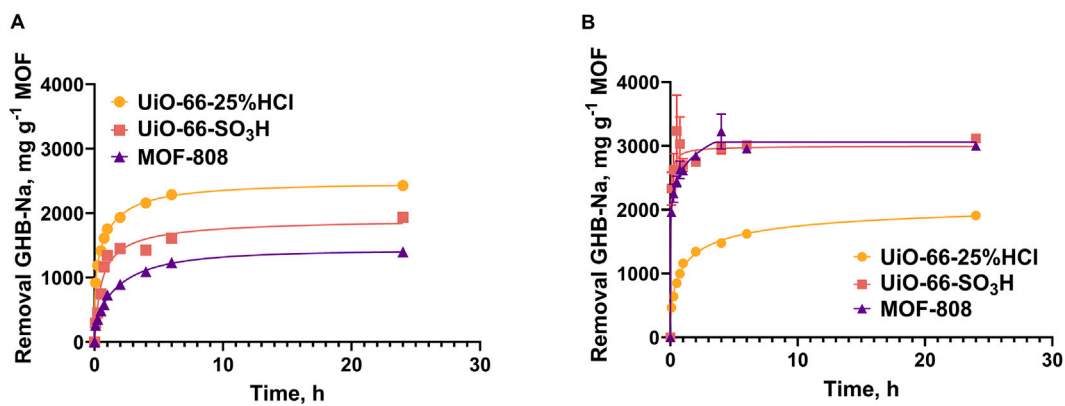 A
Removal GHB-Na, mg g⁻¹ MOF
4000
3000
2000
1000
0
UiO-66-25%HCl
UiO-66-SO₃H
MOF-808
0
10
20
30
Time, h
B
Removal GHB-Na, mg g⁻¹ MOF
4000
3000
2000
1000
0
UiO-66-25%HCl
UiO-66-SO₃H
MOF-808
0
10
20
30
Time, h